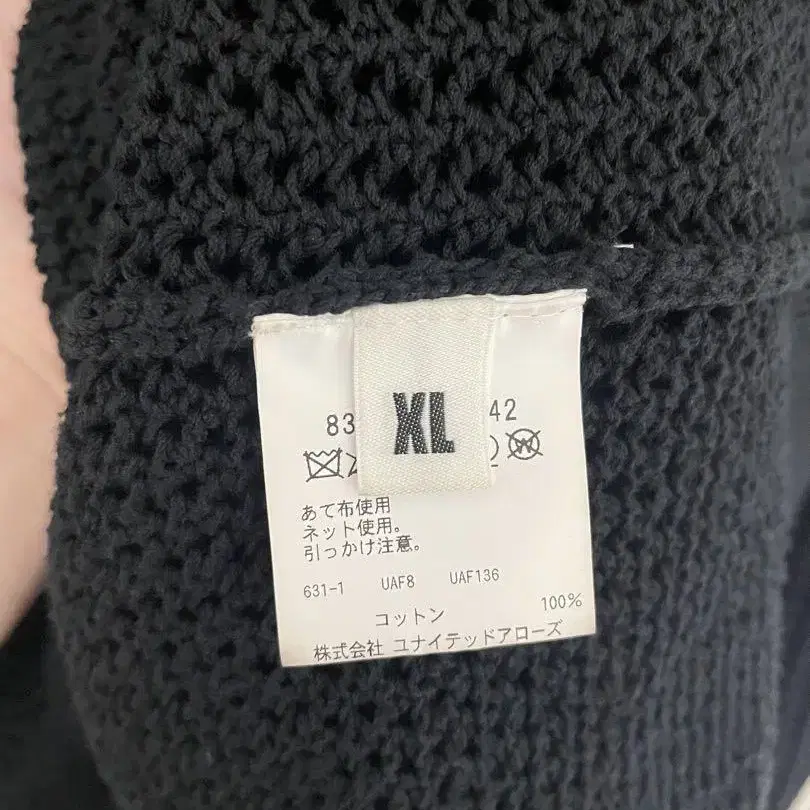 XL
83 42
W
あて布使用
ネット使用。
引っかけ注意。
631-1 UAF8 UAF136
コットン 100%
株式会社 ユナイテッドアローズ